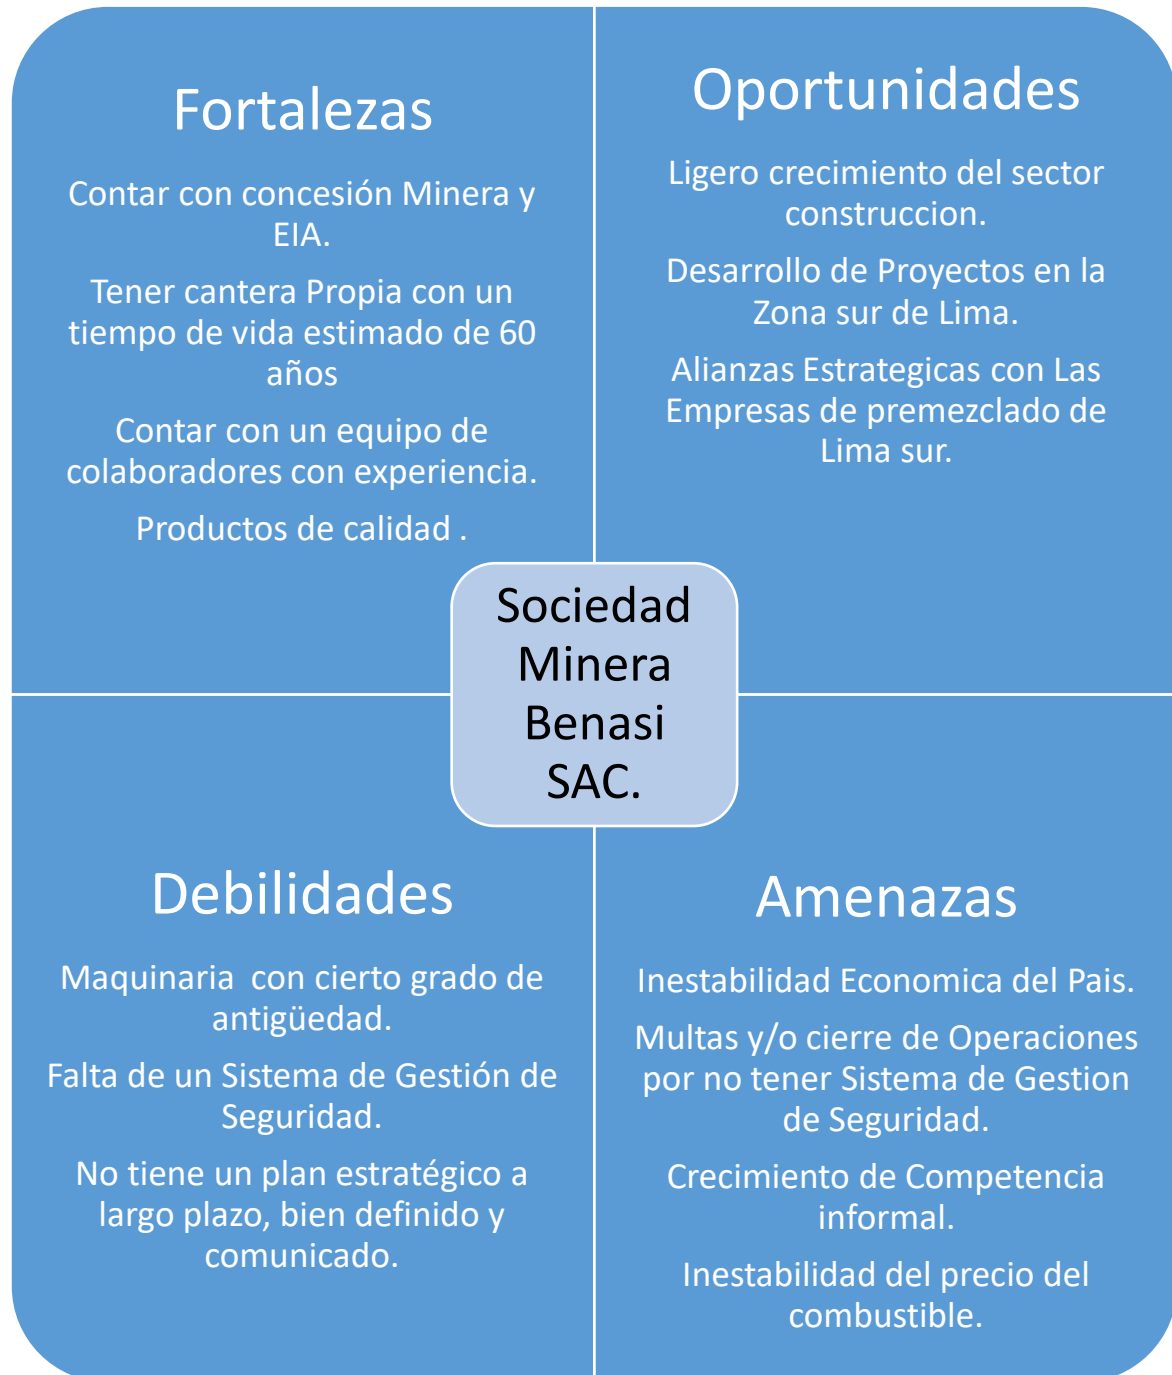 Fortalezas
Contar con concesión Minera y
EIA.
Tener cantera Propia con un
tiempo de vida estimado de 60
años
Contar con un equipo de
colaboradores con experiencia.
Productos de calidad .
Oportunidades
Ligero crecimiento del sector
construccion.
Desarrollo de Proyectos en la
Zona sur de Lima.
Alianzas Estrategicas con Las
Empresas de premezclado de
Lima sur.
Sociedad
Minera
Benasi
SAC.
Debilidades
Maquinaria  con cierto grado de
antigüedad.
Falta de un Sistema de Gestión de
Seguridad.
No tiene un plan estratégico a
largo plazo, bien definido y
comunicado.
Amenazas
Inestabilidad Economica del Pais.
Multas y/o cierre de Operaciones
por no tener Sistema de Gestion
de Seguridad.
Crecimiento de Competencia
informal.
Inestabilidad del precio del
combustible.